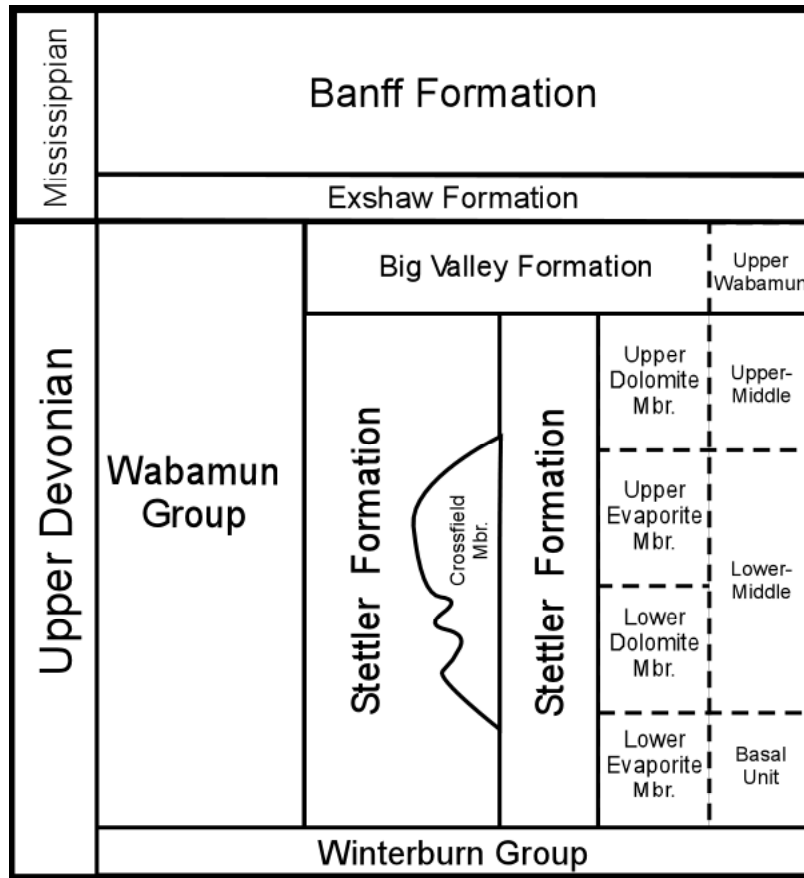 Mississippian
Banff Formation
Exshaw Formation
Upper Devonian
Wabamun
Group
Big Valley Formation
Upper
Wabamun
Stettler Formation
Crossfield
Mbr.
Stettler Formation
Upper
Dolomite
Mbr.
Upper-
Middle
Upper
Evaporite
Mbr.
Lower-
Middle
Lower
Dolomite
Mbr.
Lower
Evaporite
Mbr.
Basal
Unit
Winterburn Group